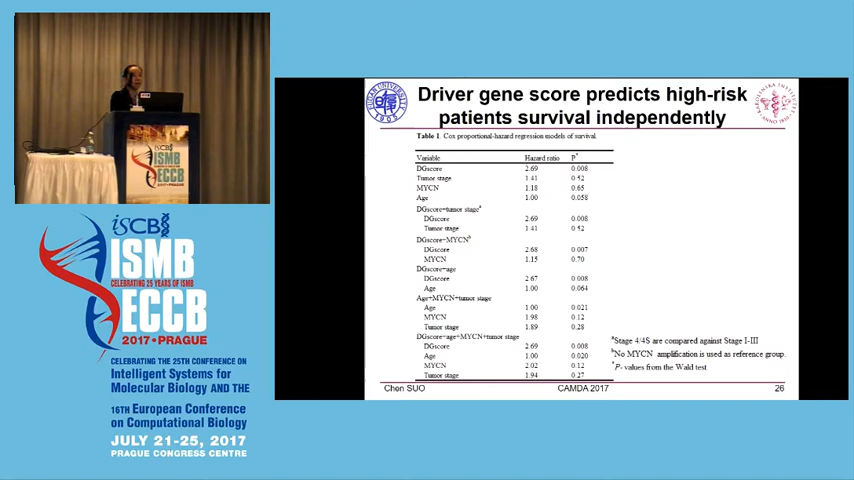 iSCB
ISMB
ECCB
2017 • PRAGUE
iSCB
ISMB
CELEBRATING 25 YEARS OF ISMB
ECCB
2017 • PRAGUE
CELEBRATING THE 25TH CONFERENCE ON
Intelligent Systems for
Molecular Biology AND THE
16TH European Conference
on Computational Biology
JULY 21-25, 2017
PRAGUE CONGRESS CENTRE
Driver gene score predicts high-risk
patients survival independently
Table 1. Cox proportional-hazard regression models of survival.
Variable Hazard ratio P*
DGscore 2.69 0.008
Tumor stage 1.41 0.52
MYCN 1.18 0.65
Age 1.00 0.058
DGscore+tumor stageª
DGscore 2.69 0.008
Tumor stage 1.41 0.52
DGscore+MYCNᵇ
DGscore 2.68 0.007
MYCN 1.15 0.70
DGscore+age
DGscore 2.67 0.008
Age 1.00 0.064
Age+MYCN+tumor stage
Age 1.00 0.021
MYCN 1.98 0.12
Tumor stage 1.89 0.28
DGscore+age+MYCN+tumor stage
DGscore 2.69 0.008
Age 1.00 0.020
MYCN 2.02 0.12
Tumor stage 1.94 0.27
ªStage 4/4S are compared against Stage I-III
ᵇNo MYCN amplification is used as reference group.
*P- values from the Wald test.
Chen SUO CAMDA 2017 26